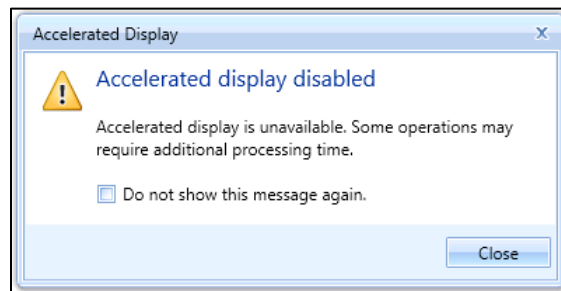 Accelerated Display
Accelerated display disabled
Accelerated display is unavailable. Some operations may
require additional processing time.
Do not show this message again.
Close